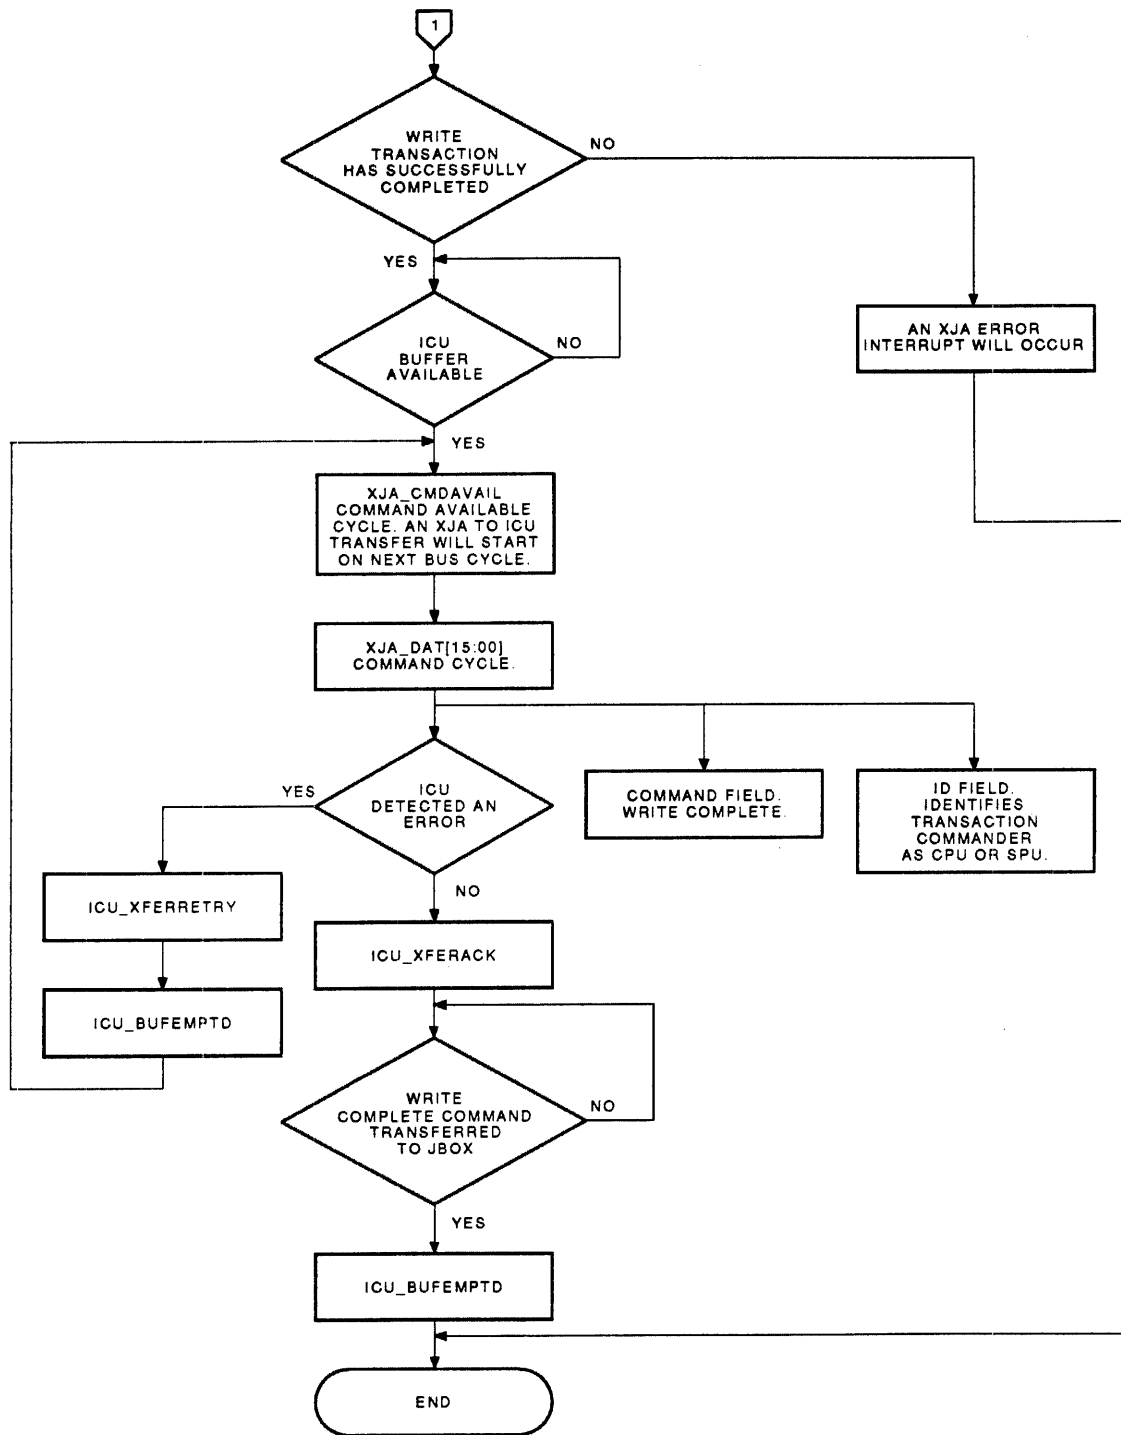 1
WRITE
TRANSACTION
HAS SUCCESSFULLY
COMPLETED
NO
YES
ICU
BUFFER
AVAILABLE
NO
AN XJA ERROR
INTERRUPT WILL OCCUR
YES
XJA_CMDAVAIL
COMMAND AVAILABLE
CYCLE. AN XJA TO ICU
TRANSFER WILL START
ON NEXT BUS CYCLE.
XJA_DAT[15:00]
COMMAND CYCLE.
YES
ICU
DETECTED AN
ERROR
COMMAND FIELD.
WRITE COMPLETE.
ID FIELD.
IDENTIFIES
TRANSACTION
COMMANDER
AS CPU OR SPU.
NO
ICU_XFERRETRY
ICU_XFERACK
ICU_BUFEMPTD
WRITE
COMPLETE COMMAND
TRANSFERRED
TO JBOX
NO
YES
ICU_BUFEMPTD
END